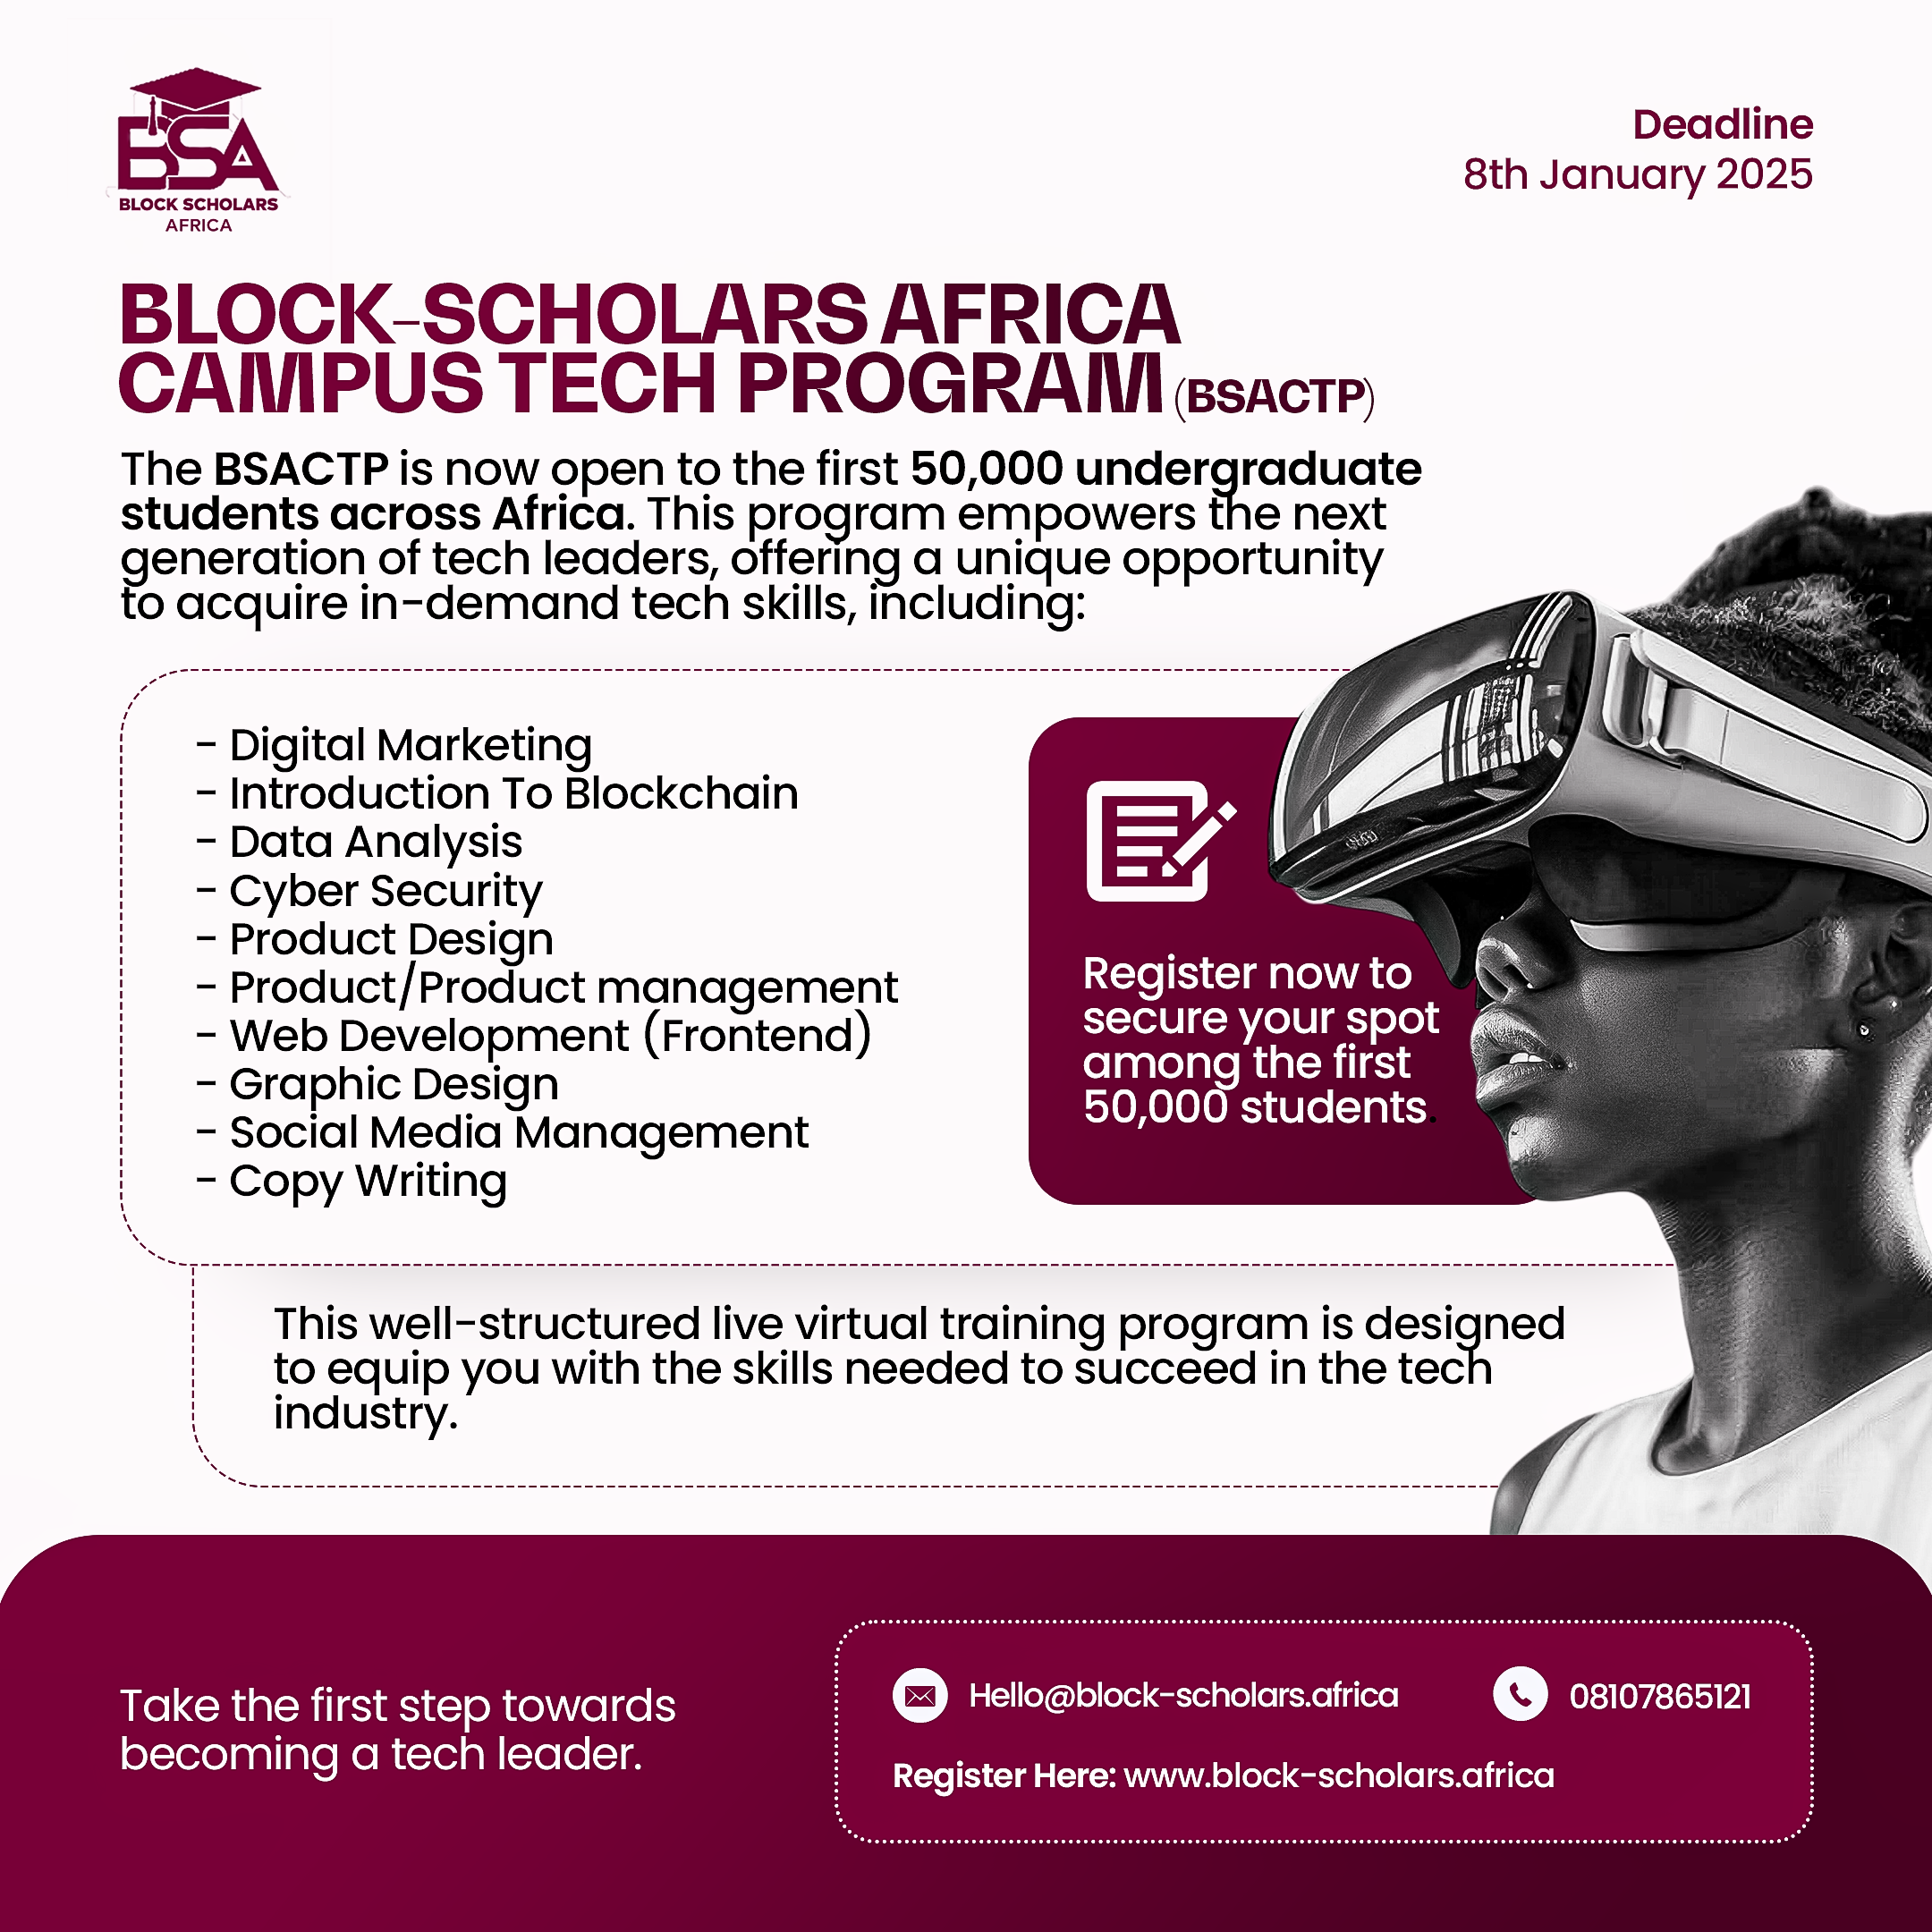 BSA
BLOCK SCHOLARS
AFRICA
Deadline
8th January 2025
BLOCK-SCHOLARS AFRICA
CAMPUS TECH PROGRAM (BSACTP)
The BSACTP is now open to the first 50,000 undergraduate
students across Africa. This program empowers the next
generation of tech leaders, offering a unique opportunity
to acquire in-demand tech skills, including:
- Digital Marketing
- Introduction To Blockchain
- Data Analysis
- Cyber Security
- Product Design
- Product/Product management
- Web Development (Frontend)
- Graphic Design
- Social Media Management
- Copy Writing
Register now to
secure your spot
among the first
50,000 students.
This well-structured live virtual training program is designed
to equip you with the skills needed to succeed in the tech
industry.
Take the first step towards
becoming a tech leader.
Hello@block-scholars.africa
08107865121
Register Here: www.block-scholars.africa